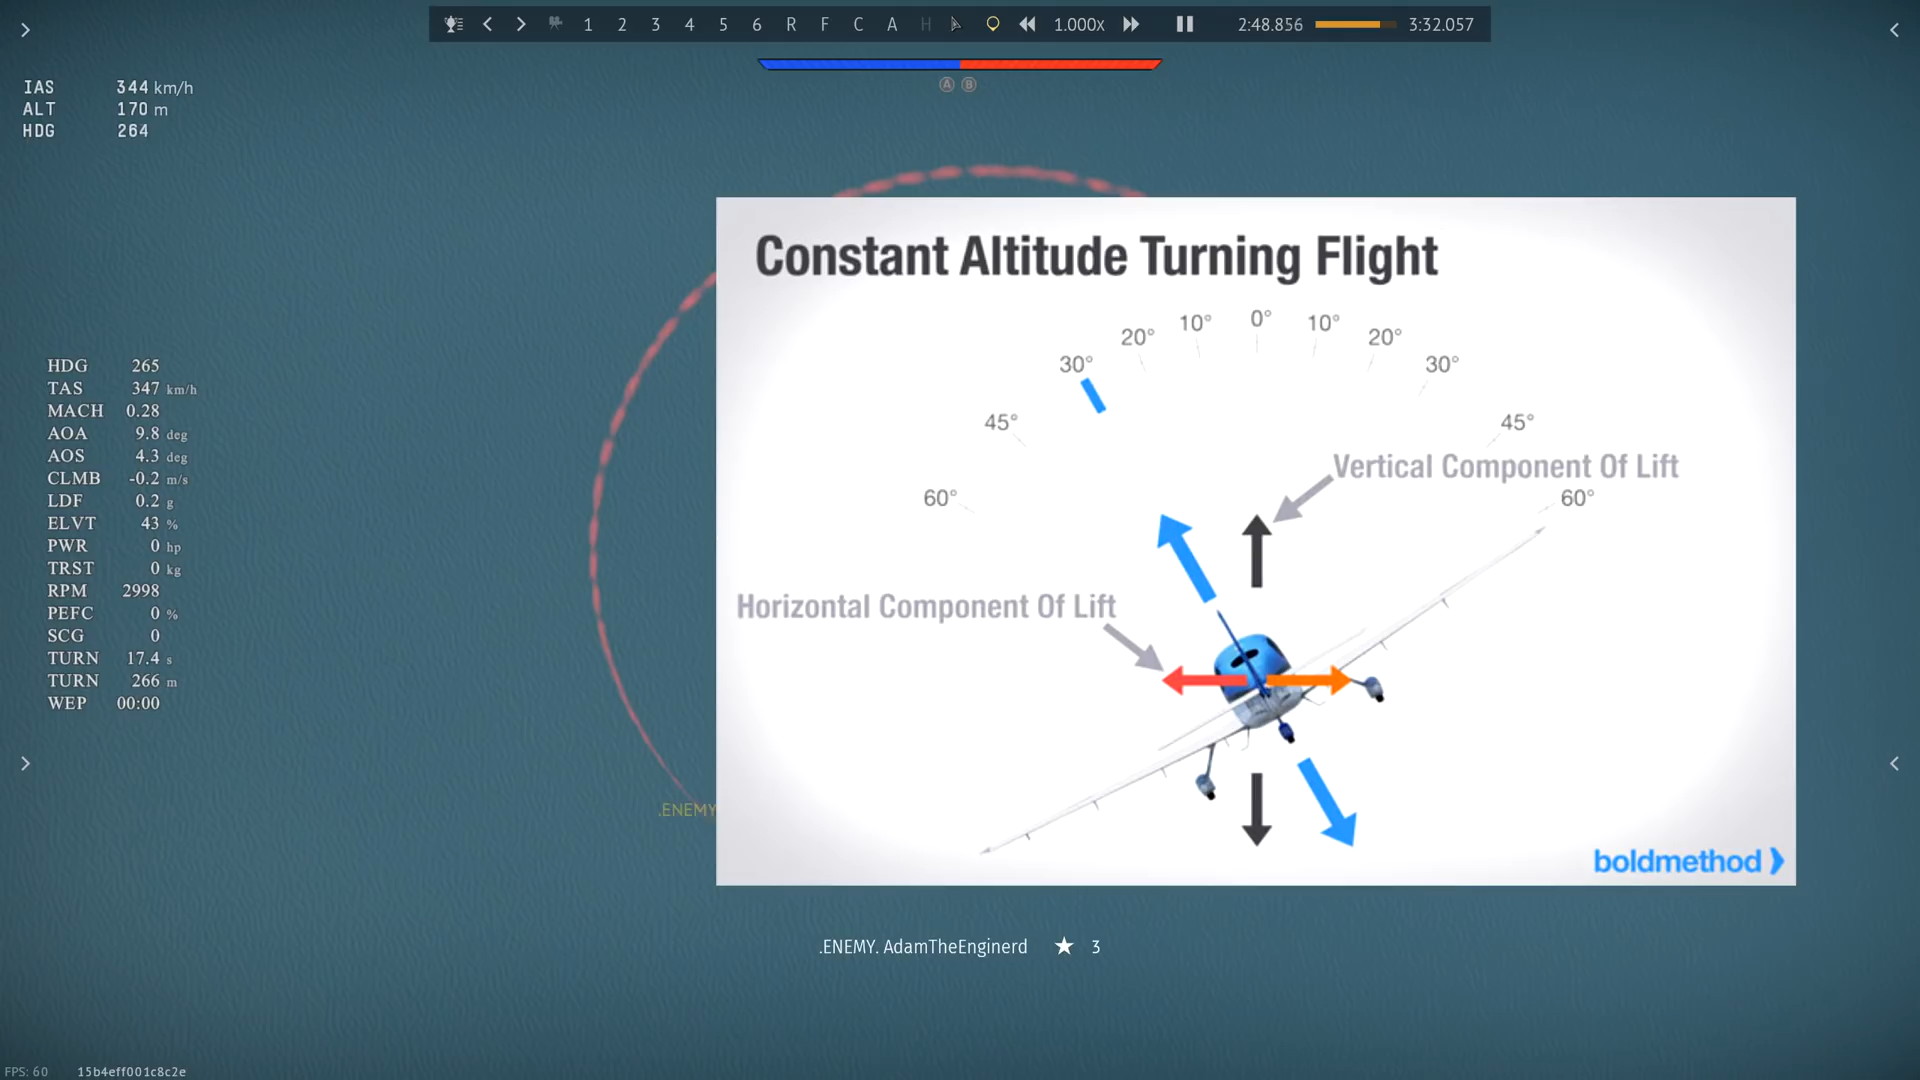 1 2 3 4 5 6 R F C A H 1.000x 2:48.856 3:32.057
A B
IAS 344 km/h
ALT 170 m
HDG 264
HDG 265
TAS 347 km/h
MACH 0.28
AOA 9.8 deg
AOS 4.3 deg
CLMB -0.2 m/s
LDF 0.2 g
ELVT 43 %
PWR 0 hp
TRST 0 kg
RPM 2998
PEFC 0 %
SCG 0
TURN 17.4 s
TURN 266 m
WEP 00:00
Constant Altitude Turning Flight
60° 45° 30° 20° 10° 0° 10° 20° 30° 45° 60°
Vertical Component Of Lift
Horizontal Component Of Lift
boldmethod
.ENEMY
.ENEMY. AdamTheEnginerd ★ 3
FPS: 60 15b4eff001c8c2e